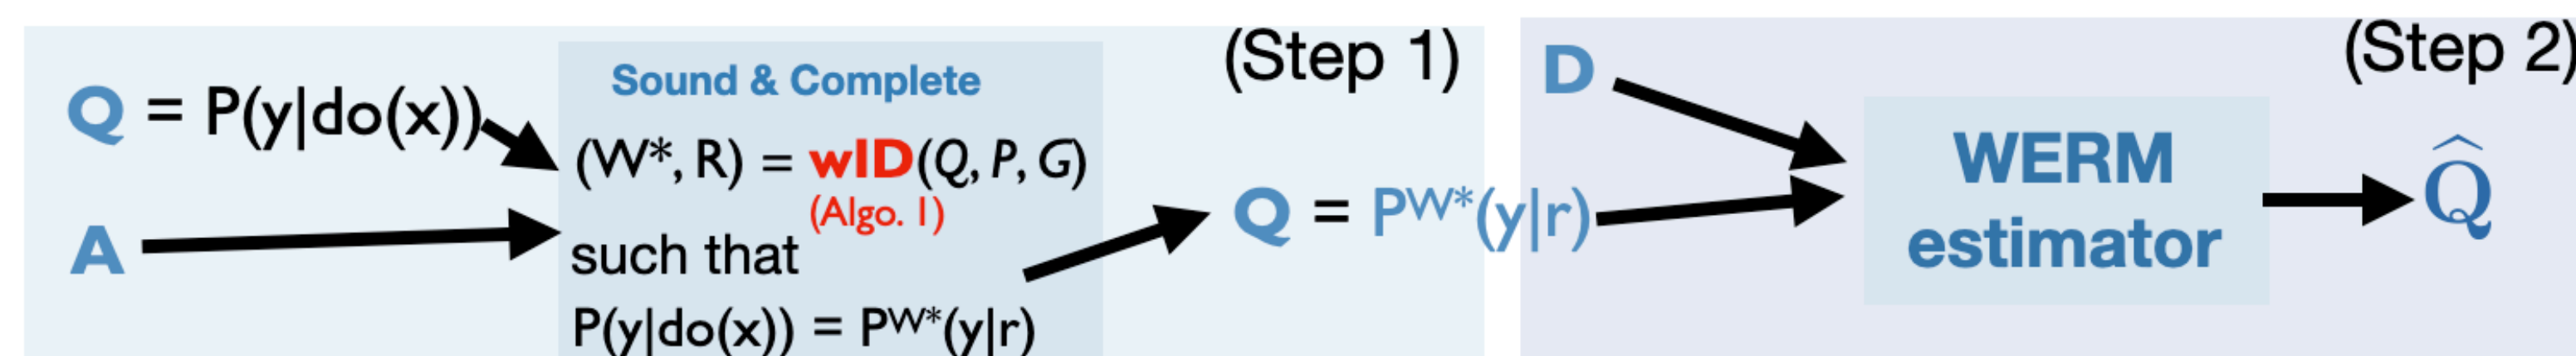 Q = P(y|do(x))
A
Sound & Complete
(W*, R) = wID(Q, P, G)
(Algo. 1)
such that
P(y|do(x)) = Pᵂ*(y|r)
(Step 1)
Q = Pᵂ*(y|r)
D
(Step 2)
WERM
estimator
Q̂